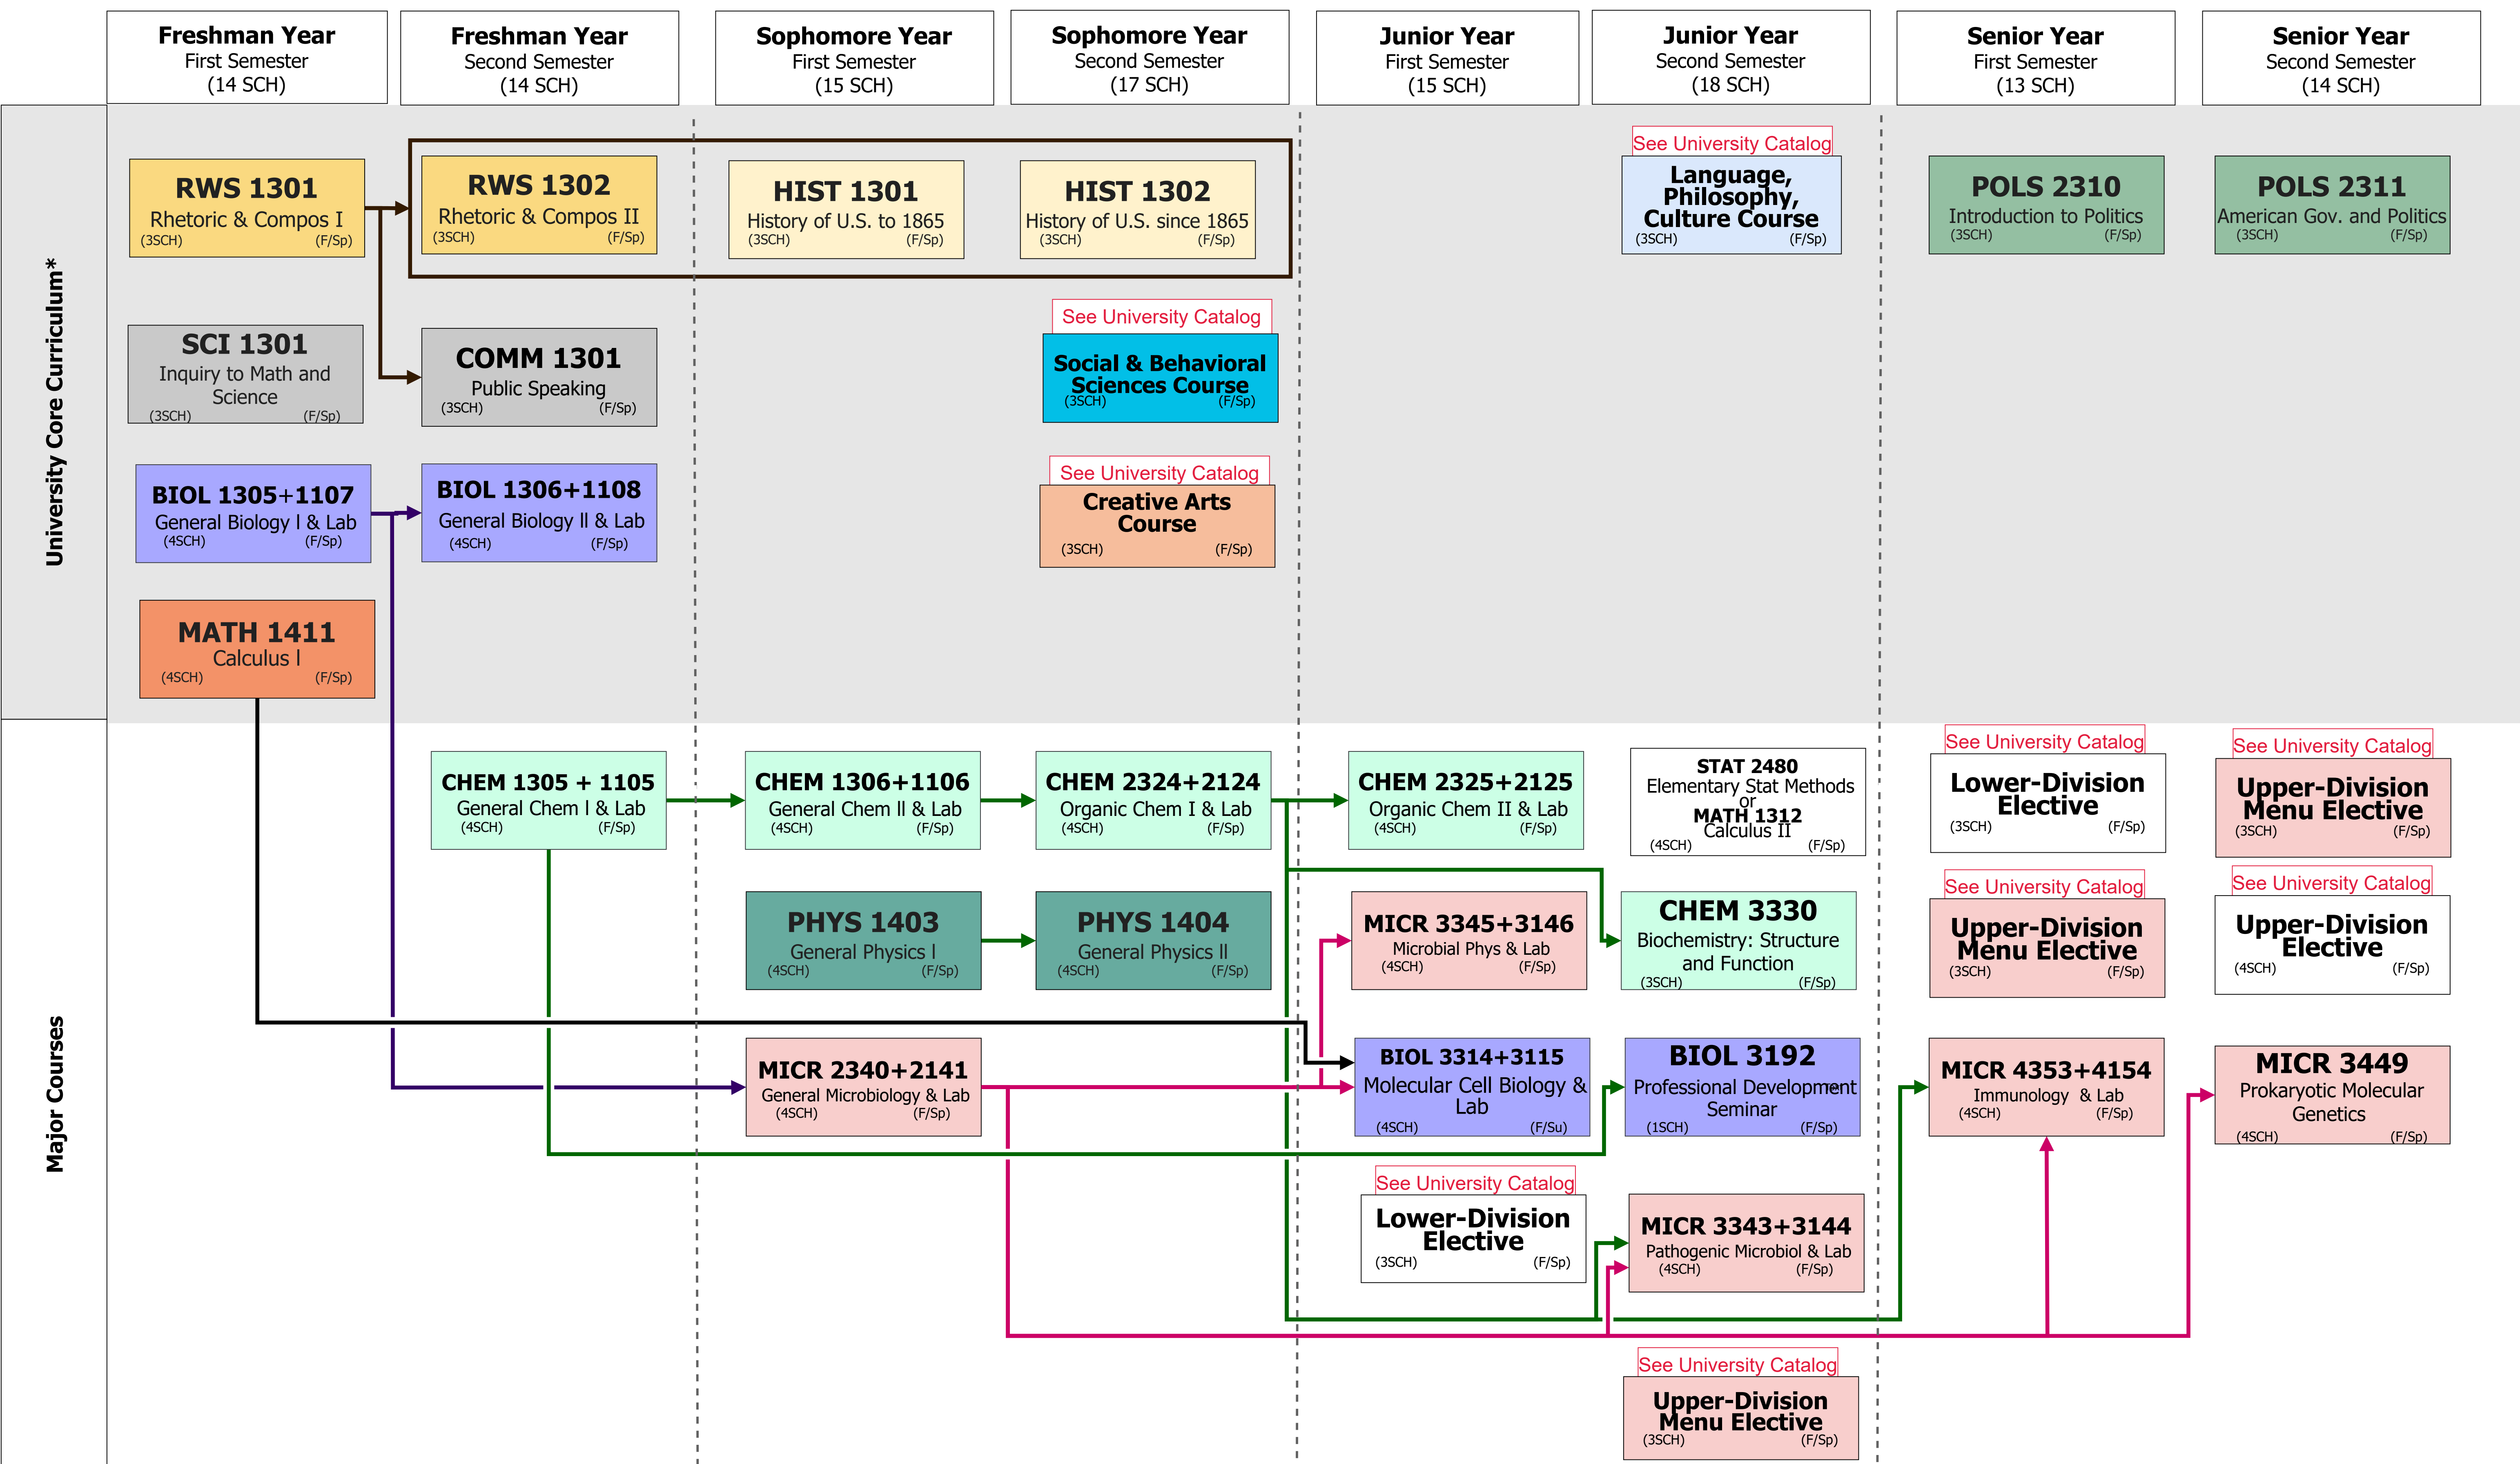 Freshman Year
First Semester
(14 SCH)
Freshman Year
Second Semester
(14 SCH)
Sophomore Year
First Semester
(15 SCH)
Sophomore Year
Second Semester
(17 SCH)
Junior Year
First Semester
(15 SCH)
Junior Year
Second Semester
(18 SCH)
Senior Year
First Semester
(13 SCH)
Senior Year
Second Semester
(14 SCH)
University Core Curriculum*
RWS 1301
Rhetoric & Compos I
(3SCH) (F/Sp)
RWS 1302
Rhetoric & Compos II
(3SCH) (F/Sp)
HIST 1301
History of U.S. to 1865
(3SCH) (F/Sp)
HIST 1302
History of U.S. since 1865
(3SCH) (F/Sp)
See University Catalog
Language,
Philosophy,
Culture Course
(3SCH) (F/Sp)
POLS 2310
Introduction to Politics
(3SCH) (F/Sp)
POLS 2311
American Gov. and Politics
(3SCH) (F/Sp)
SCI 1301
Inquiry to Math and
Science
(3SCH) (F/Sp)
COMM 1301
Public Speaking
(3SCH) (F/Sp)
See University Catalog
Social & Behavioral
Sciences Course
(3SCH) (F/Sp)
BIOL 1305+1107
General Biology l & Lab
(4SCH) (F/Sp)
BIOL 1306+1108
General Biology ll & Lab
(4SCH) (F/Sp)
See University Catalog
Creative Arts
Course
(3SCH) (F/Sp)
MATH 1411
Calculus l
(4SCH) (F/Sp)
Major Courses
CHEM 1305 + 1105
General Chem l & Lab
(4SCH) (F/Sp)
CHEM 1306+1106
General Chem ll & Lab
(4SCH) (F/Sp)
CHEM 2324+2124
Organic Chem I & Lab
(4SCH) (F/Sp)
CHEM 2325+2125
Organic Chem II & Lab
(4SCH) (F/Sp)
STAT 2480
Elementary Stat Methods
or
MATH 1312
Calculus II
(4SCH) (F/Sp)
See University Catalog
Lower-Division
Elective
(3SCH) (F/Sp)
See University Catalog
Upper-Division
Menu Elective
(3SCH) (F/Sp)
PHYS 1403
General Physics l
(4SCH) (F/Sp)
PHYS 1404
General Physics ll
(4SCH) (F/Sp)
MICR 3345+3146
Microbial Phys & Lab
(4SCH) (F/Sp)
CHEM 3330
Biochemistry: Structure
and Function
(3SCH) (F/Sp)
See University Catalog
Upper-Division
Menu Elective
(3SCH) (F/Sp)
See University Catalog
Upper-Division
Elective
(4SCH) (F/Sp)
MICR 2340+2141
General Microbiology & Lab
(4SCH) (F/Sp)
BIOL 3314+3115
Molecular Cell Biology &
Lab
(4SCH) (F/Su)
BIOL 3192
Professional Development
Seminar
(1SCH) (F/Sp)
MICR 4353+4154
Immunology & Lab
(4SCH) (F/Sp)
MICR 3449
Prokaryotic Molecular
Genetics
(4SCH) (F/Sp)
See University Catalog
Lower-Division
Elective
(3SCH) (F/Sp)
MICR 3343+3144
Pathogenic Microbiol & Lab
(4SCH) (F/Sp)
See University Catalog
Upper-Division
Menu Elective
(3SCH) (F/Sp)